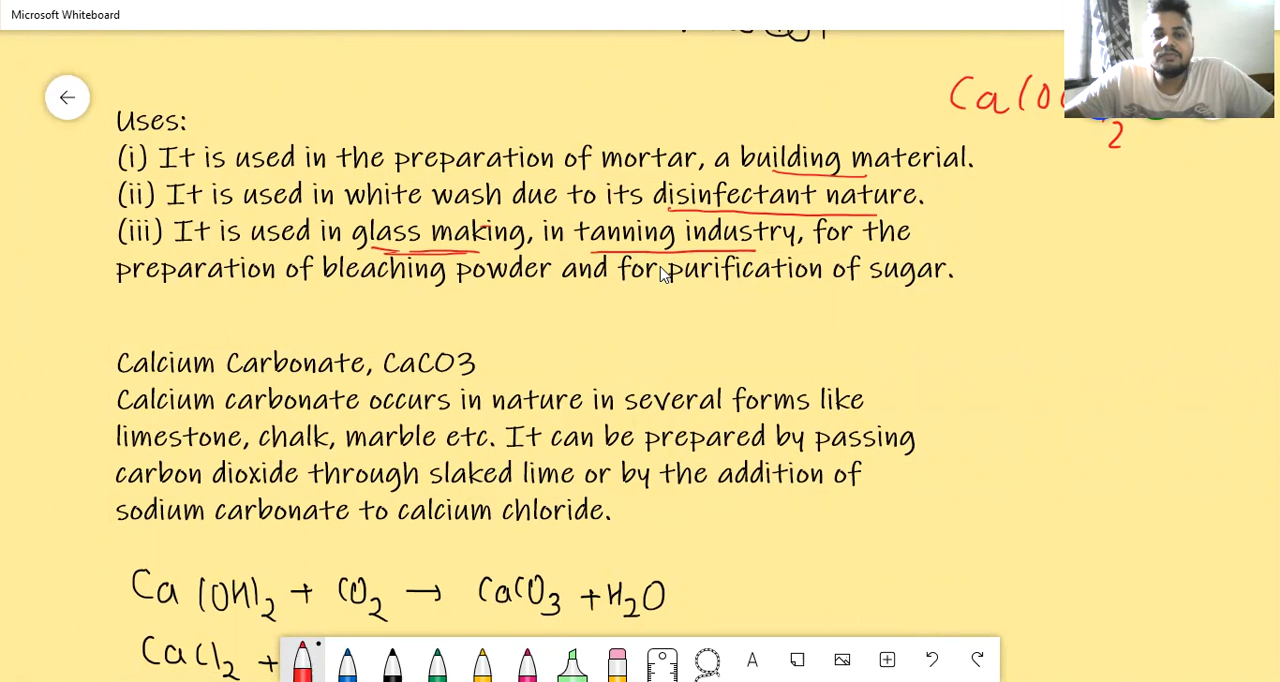 Microsoft Whiteboard
Uses:
(i) It is used in the preparation of mortar, a building material.
(ii) It is used in white wash due to its disinfectant nature.
(iii) It is used in glass making, in tanning industry, for the
preparation of bleaching powder and for purification of sugar.
Ca(O
2
Calcium Carbonate, CaCO3
Calcium carbonate occurs in nature in several forms like
limestone, chalk, marble etc. It can be prepared by passing
carbon dioxide through slaked lime or by the addition of
sodium carbonate to calcium chloride.
Ca(OH)2 + CO2 → CaCO3 + H2O
CaCl2 +
A